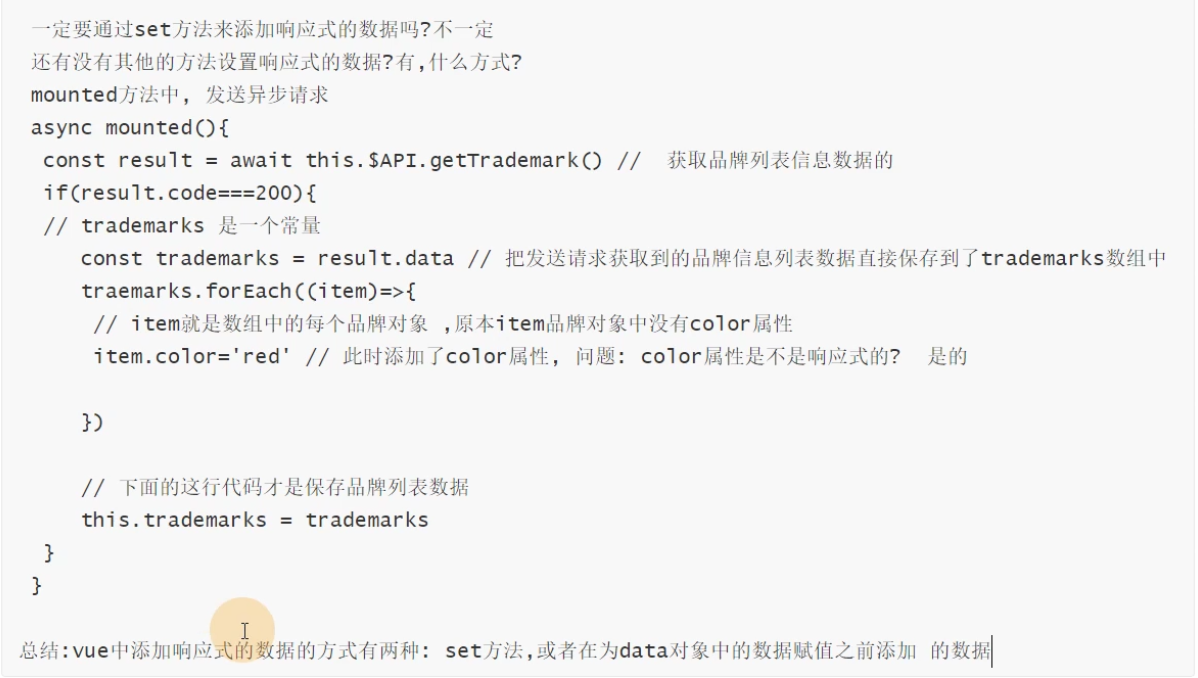 一定要通过set方法来添加响应式的数据吗?不一定
还有没有其他的方法设置响应式的数据?有,什么方式?
mounted方法中, 发送异步请求
async mounted(){
const result = await this.$API.getTrademark() // 获取品牌列表信息数据的
if(result.code===200){
// trademarks 是一个常量
const trademarks = result.data // 把发送请求获取到的品牌信息列表数据直接保存到了trademarks数组中
traemarks.forEach((item)=>{
// item就是数组中的每个品牌对象 ,原本item品牌对象中没有color属性
item.color='red' // 此时添加了color属性, 问题: color属性是不是响应式的? 是的
})
// 下面的这行代码才是保存品牌列表数据
this.trademarks = trademarks
}
}
总结:vue中添加响应式的数据的方式有两种: set方法,或者在为data对象中的数据赋值之前添加 的数据